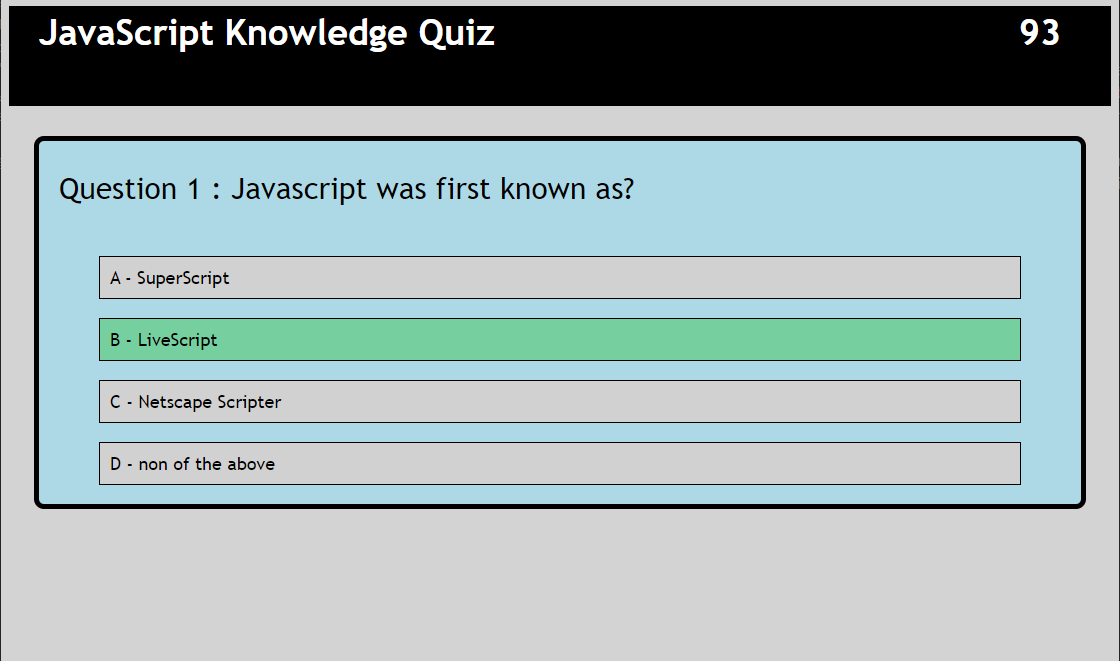 JavaScript Knowledge Quiz 93
Question 1 : Javascript was first known as?
A - SuperScript
B - LiveScript
C - Netscape Scripter
D - non of the above